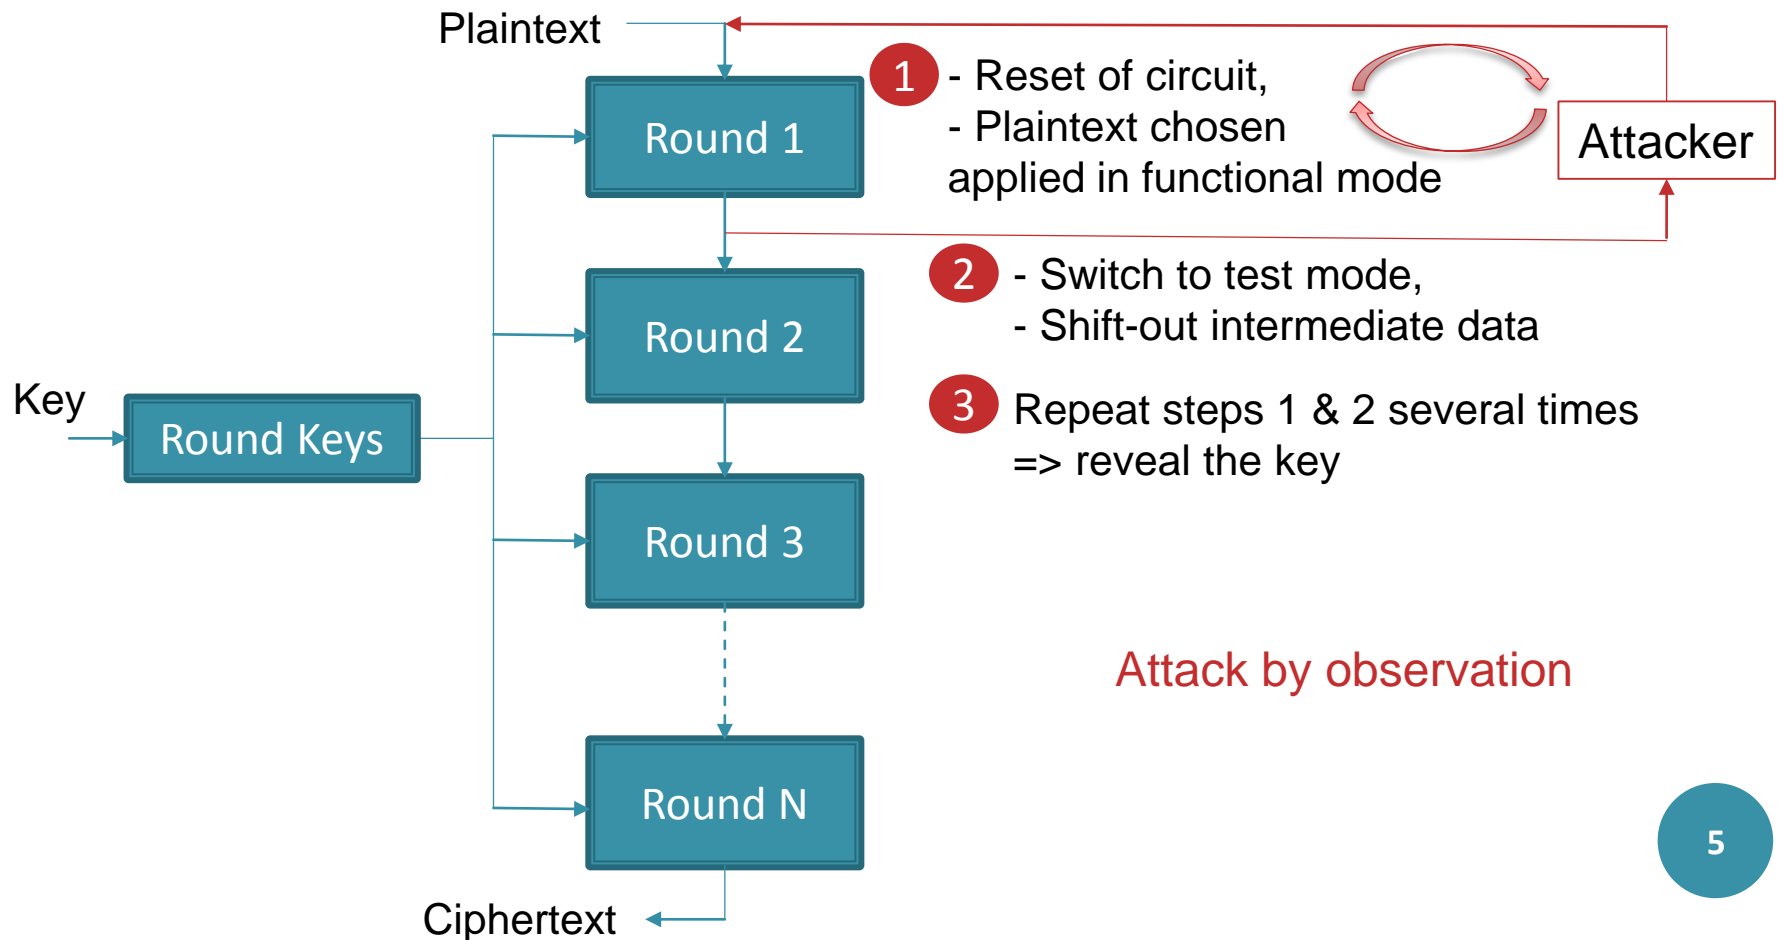 Plaintext
Round 1
1
- Reset of circuit,
- Plaintext chosen
applied in functional mode
Attacker
Round 2
2
- Switch to test mode,
- Shift-out intermediate data
Key
Round Keys
3
Repeat steps 1 & 2 several times
=> reveal the key
Round 3
Attack by observation
Round N
5
Ciphertext